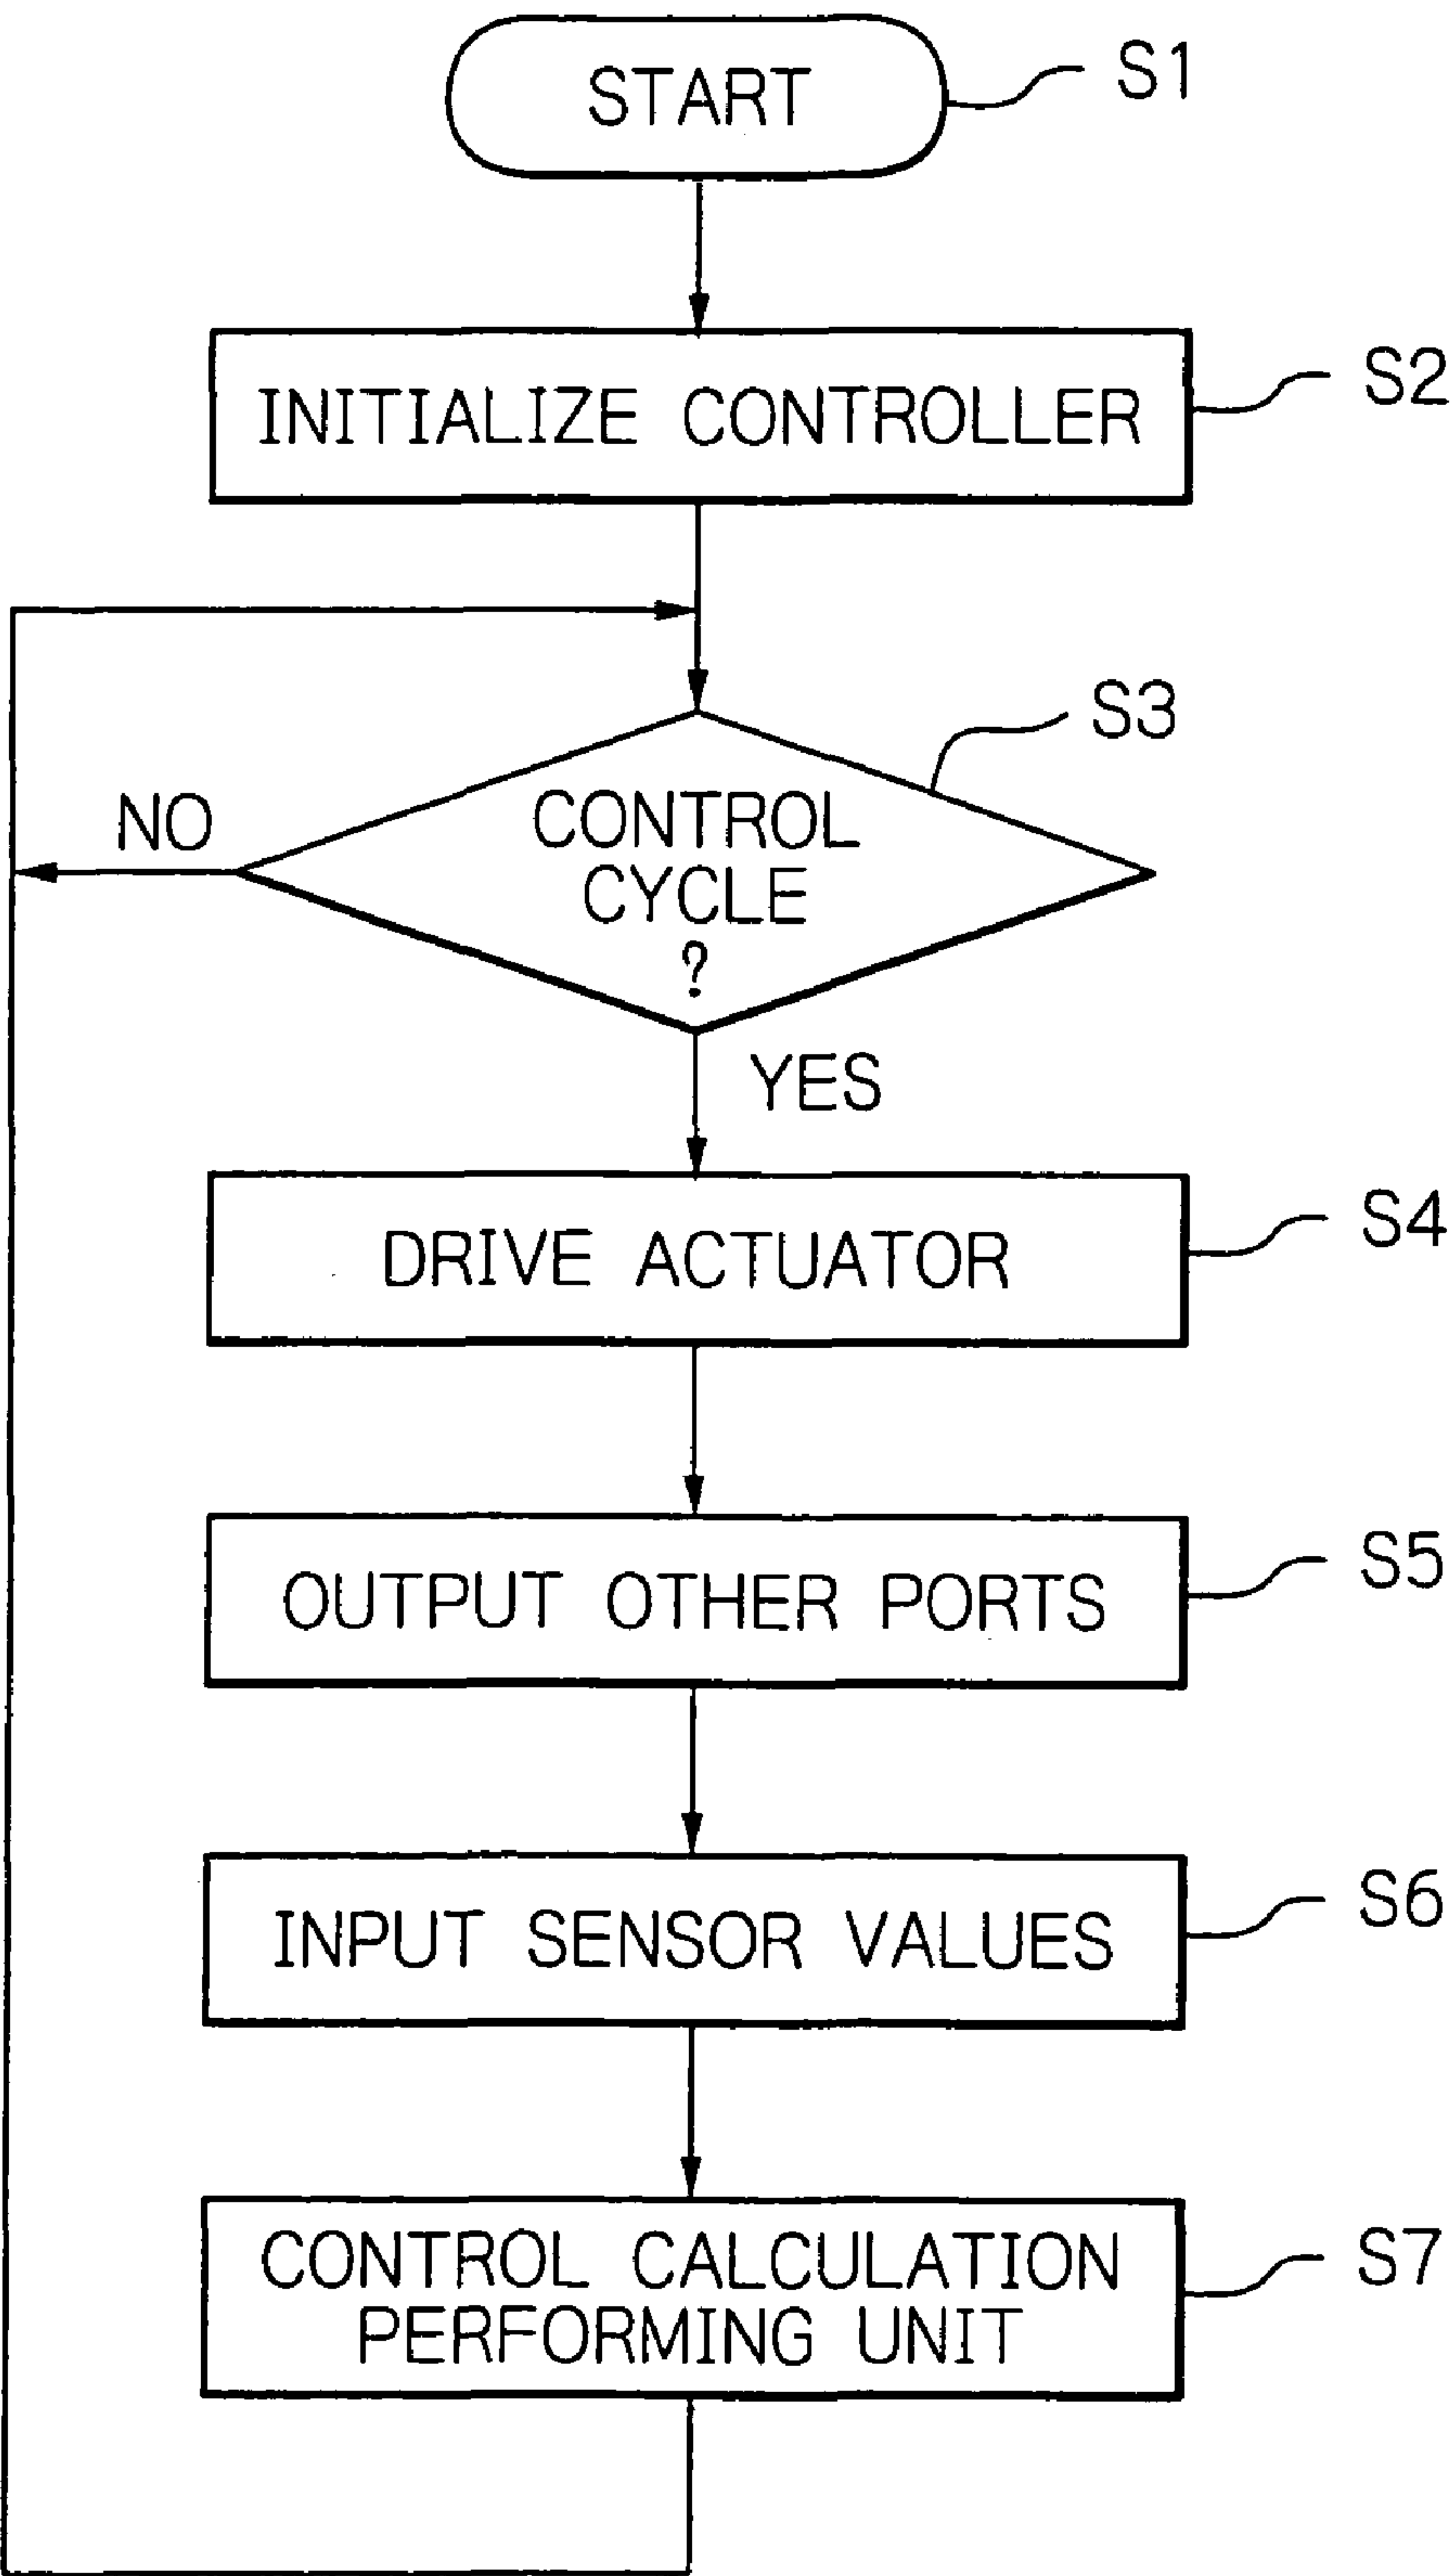 START
S1
INITIALIZE CONTROLLER
S2
S3
NO
CONTROL
CYCLE
?
YES
DRIVE ACTUATOR
S4
OUTPUT OTHER PORTS
S5
INPUT SENSOR VALUES
S6
CONTROL CALCULATION
PERFORMING UNIT
S7